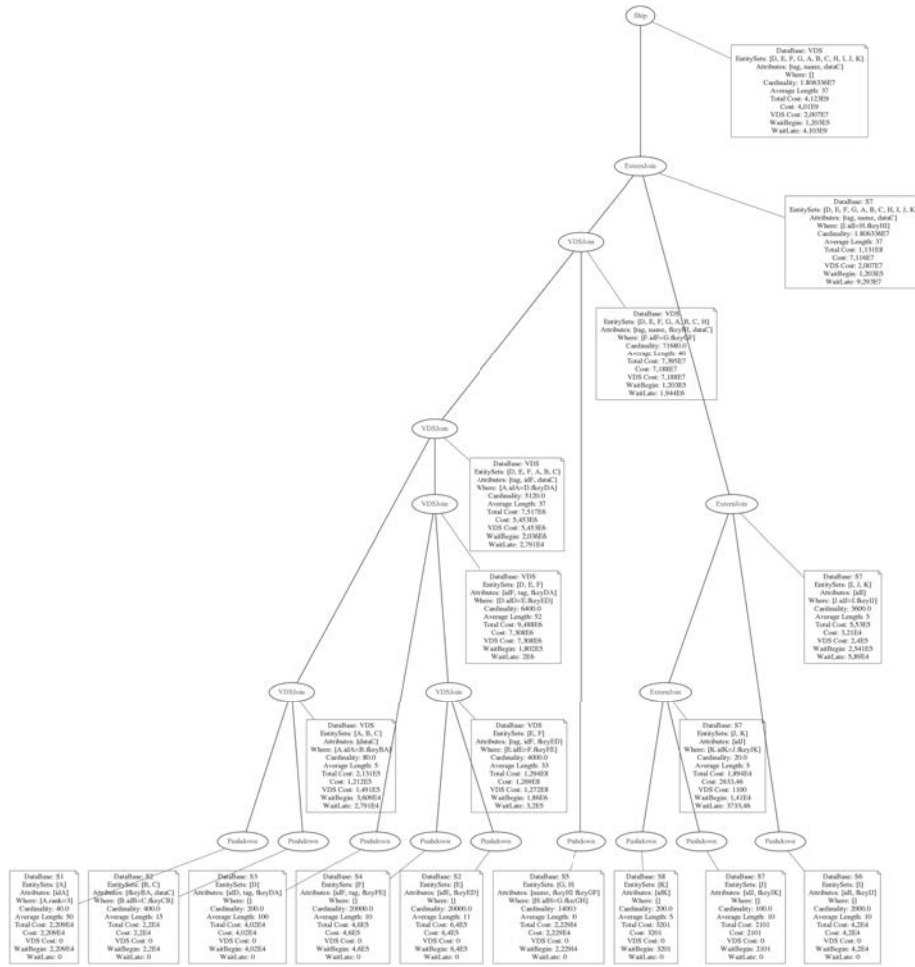 Ship
DataBase: VDS
EntitySets: [D, E, F, G, A, B, C, H, I, J, K]
Attributes: [tag, name, dataC]
Where: []
Cardinality: 1.806336E7
Average Length: 37
Total Cost: 4,123E9
Cost: 4,01E9
VDS Cost: 2,007E7
WaitBegin: 1,203E5
WaitLate: 4,103E9
ExternJoin
DataBase: S7
EntitySets: [D, E, F, G, A, B, C, H, I, J, K]
Attributes: [tag, name, dataC]
Where: [I.idI=H.fkeyHI]
Cardinality: 1.806336E7
Average Length: 37
Total Cost: 1,131E8
Cost: 7,116E7
VDS Cost: 2,007E7
WaitBegin: 1,203E5
WaitLate: 9,293E7
VDSJoin
DataBase: VDS
EntitySets: [D, E, F, G, A, B, C, H]
Attributes: [tag, name, fkeyHI, dataC]
Where: [F.idF=G.fkeyGF]
Cardinality: 71680.0
Average Length: 40
Total Cost: 7,395E7
Cost: 7,188E7
VDS Cost: 7,188E7
WaitBegin: 1,203E5
WaitLate: 1,944E6
VDSJoin
DataBase: VDS
EntitySets: [D, E, F, A, B, C]
Attributes: [tag, idF, dataC]
Where: [A.idA=D.fkeyDA]
Cardinality: 5120.0
Average Length: 37
Total Cost: 7,517E6
Cost: 5,453E6
VDS Cost: 5,453E6
WaitBegin: 2,036E6
WaitLate: 2,791E4
VDSJoin
DataBase: VDS
EntitySets: [D, E, F]
Attributes: [idF, tag, fkeyDA]
Where: [D.idD=E.fkeyED]
Cardinality: 6400.0
Average Length: 52
Total Cost: 9,488E6
Cost: 7,308E6
VDS Cost: 7,308E6
WaitBegin: 1,802E5
WaitLate: 2E6
ExternJoin
DataBase: S7
EntitySets: [I, J, K]
Attributes: [idI]
Where: [J.idJ=I.fkeyIJ]
Cardinality: 3600.0
Average Length: 5
Total Cost: 5,53E5
Cost: 3,21E4
VDS Cost: 2,4E5
WaitBegin: 2,541E5
WaitLate: 5,89E4
VDSJoin
DataBase: VDS
EntitySets: [A, B, C]
Attributes: [dataC]
Where: [A.idA=B.fkeyBA]
Cardinality: 80.0
Average Length: 5
Total Cost: 2,131E5
Cost: 1,212E5
VDS Cost: 1,491E5
WaitBegin: 3,609E4
WaitLate: 2,791E4
VDSJoin
DataBase: VDS
EntitySets: [E, F]
Attributes: [tag, idF, fkeyED]
Where: [E.idE=F.fkeyFE]
Cardinality: 4000.0
Average Length: 33
Total Cost: 1,294E8
Cost: 1,269E8
VDS Cost: 1,272E8
WaitBegin: 1,86E6
WaitLate: 3,2E5
ExternJoin
DataBase: S7
EntitySets: [J, K]
Attributes: [idJ]
Where: [K.idK=J.fkeyJK]
Cardinality: 20.0
Average Length: 5
Total Cost: 1,894E4
Cost: 2633,46
VDS Cost: 1100
WaitBegin: 1,41E4
WaitLate: 3733,46
Pushdown
DataBase: S1
EntitySets: [A]
Attributes: [idA]
Where: [A.rank=3]
Cardinality: 40.0
Average Length: 50
Total Cost: 2,209E4
Cost: 2,209E4
VDS Cost: 0
WaitBegin: 2,209E4
WaitLate: 0
Pushdown
DataBase: S2
EntitySets: [B, C]
Attributes: [fkeyBA, dataC]
Where: [B.idB=C.fkeyCB]
Cardinality: 400.0
Average Length: 15
Total Cost: 2,2E4
Cost: 2,2E4
VDS Cost: 0
WaitBegin: 2,2E4
WaitLate: 0
Pushdown
DataBase: S3
EntitySets: [D]
Attributes: [idD, tag, fkeyDA]
Where: []
Cardinality: 200.0
Average Length: 100
Total Cost: 4,02E4
Cost: 4,02E4
VDS Cost: 0
WaitBegin: 4,02E4
WaitLate: 0
Pushdown
DataBase: S4
EntitySets: [F]
Attributes: [idF, tag, fkeyFE]
Where: []
Cardinality: 20000.0
Average Length: 10
Total Cost: 4,6E5
Cost: 4,6E5
VDS Cost: 0
WaitBegin: 4,6E5
WaitLate: 0
Pushdown
DataBase: S2
EntitySets: [E]
Attributes: [idE, fkeyED]
Where: []
Cardinality: 20000.0
Average Length: 11
Total Cost: 6,4E5
Cost: 6,4E5
VDS Cost: 0
WaitBegin: 6,4E5
WaitLate: 0
Pushdown
DataBase: S5
EntitySets: [G, H]
Attributes: [name, fkeyHI, fkeyGF]
Where: [H.idH=G.fkeyGH]
Cardinality: 1400.0
Average Length: 8
Total Cost: 2,229E4
Cost: 2,229E4
VDS Cost: 0
WaitBegin: 2,229E4
WaitLate: 0
Pushdown
DataBase: S8
EntitySets: [K]
Attributes: [idK]
Where: []
Cardinality: 200.0
Average Length: 5
Total Cost: 3201
Cost: 3201
VDS Cost: 0
WaitBegin: 3201
WaitLate: 0
Pushdown
DataBase: S7
EntitySets: [J]
Attributes: [idJ, fkeyJK]
Where: []
Cardinality: 100.0
Average Length: 10
Total Cost: 2101
Cost: 2101
VDS Cost: 0
WaitBegin: 2101
WaitLate: 0
Pushdown
DataBase: S6
EntitySets: [I]
Attributes: [idI, fkeyIJ]
Where: []
Cardinality: 2000.0
Average Length: 10
Total Cost: 4,2E4
Cost: 4,2E4
VDS Cost: 0
WaitBegin: 4,2E4
WaitLate: 0